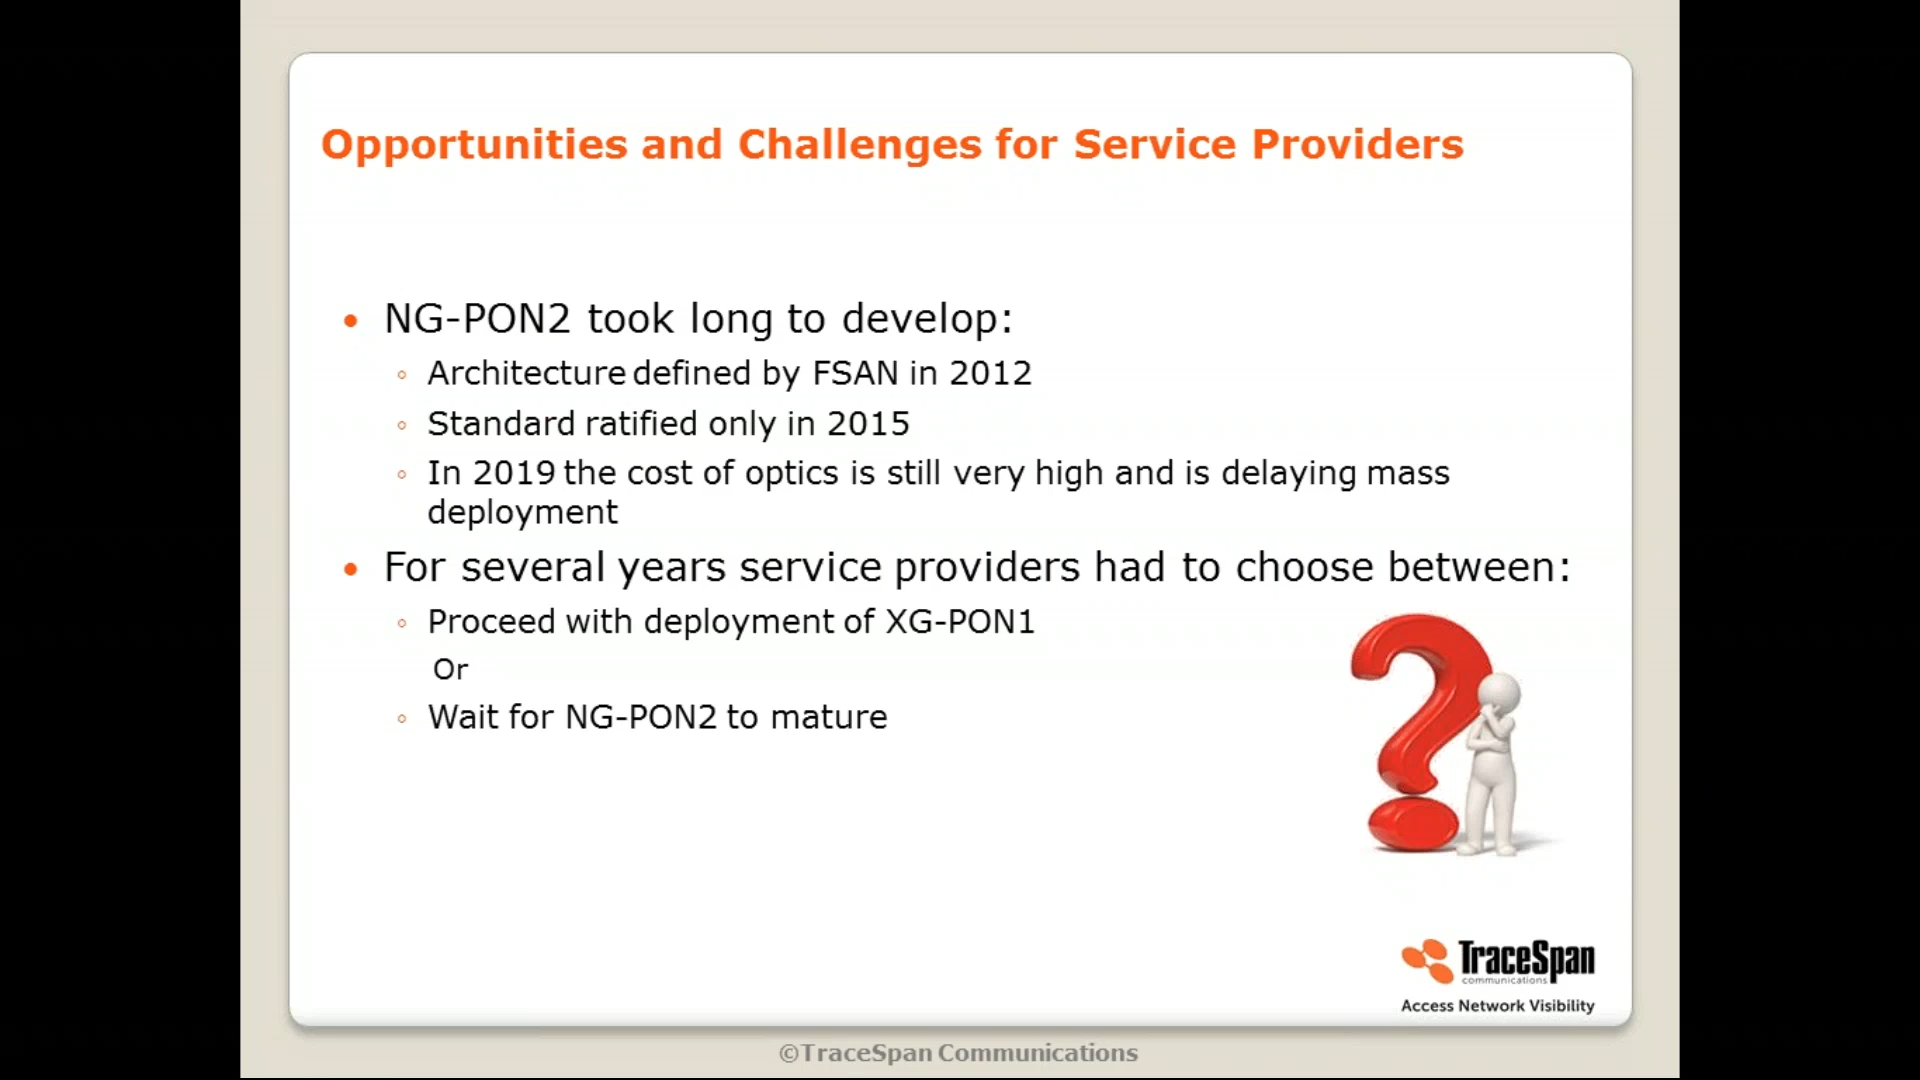 Opportunities and Challenges for Service Providers
• NG-PON2 took long to develop:
◦ Architecture defined by FSAN in 2012
◦ Standard ratified only in 2015
◦ In 2019 the cost of optics is still very high and is delaying mass
deployment
• For several years service providers had to choose between:
◦ Proceed with deployment of XG-PON1
Or
◦ Wait for NG-PON2 to mature
?
TraceSpan
communications
Access Network Visibility
©TraceSpan Communications